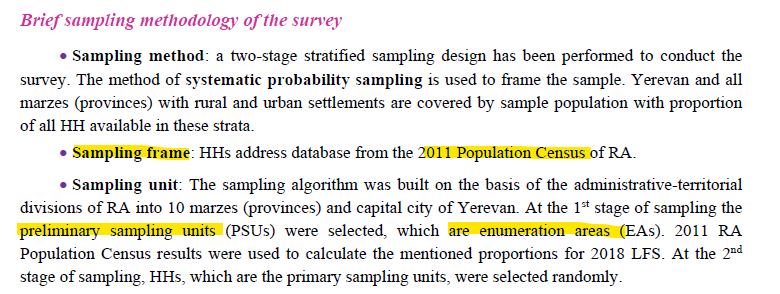 Brief sampling methodology of the survey
• Sampling method: a two-stage stratified sampling design has been performed to conduct the
survey. The method of systematic probability sampling is used to frame the sample. Yerevan and all
marzes (provinces) with rural and urban settlements are covered by sample population with proportion
of all HH available in these strata.
• Sampling frame: HHs address database from the 2011 Population Census of RA.
• Sampling unit: The sampling algorithm was built on the basis of the administrative-territorial
divisions of RA into 10 marzes (provinces) and capital city of Yerevan. At the 1st stage of sampling the
preliminary sampling units (PSUs) were selected, which are enumeration areas (EAs). 2011 RA
Population Census results were used to calculate the mentioned proportions for 2018 LFS. At the 2nd
stage of sampling, HHs, which are the primary sampling units, were selected randomly.